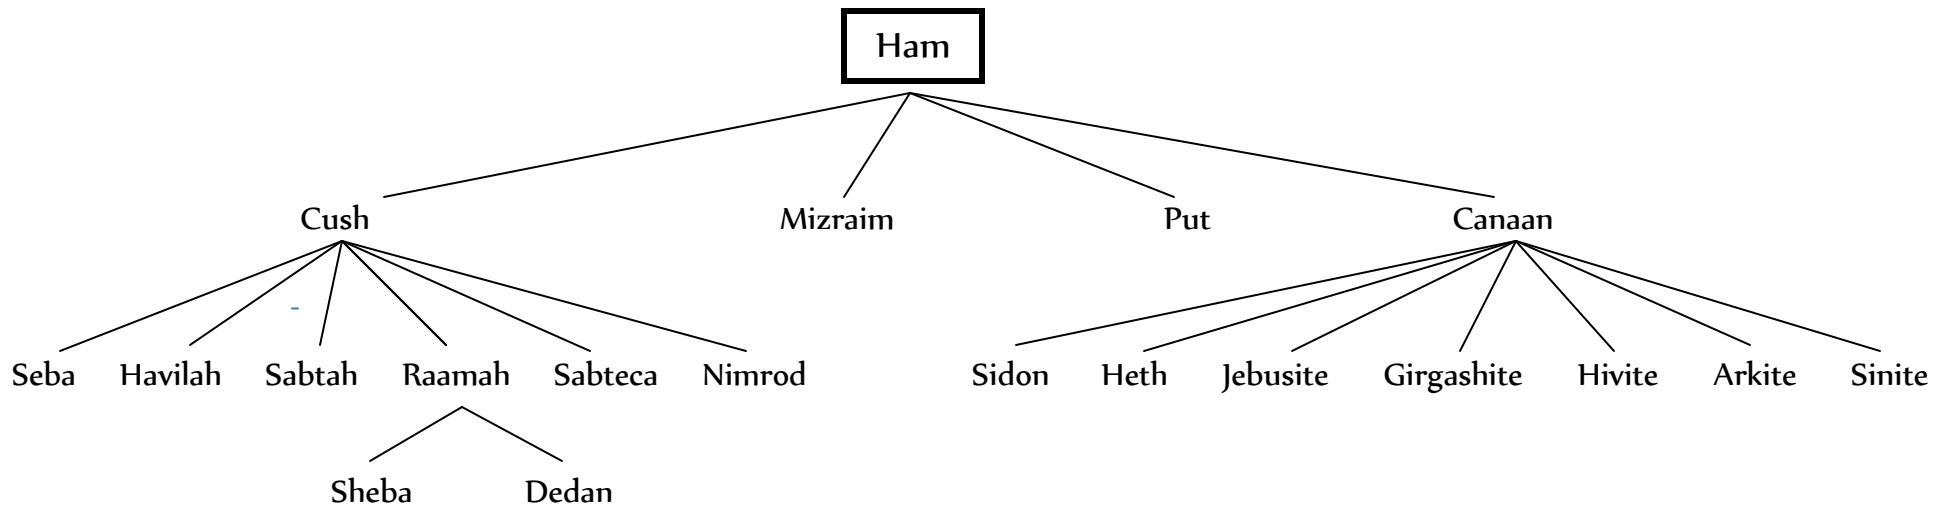 Ham
Cush Mizraim Put Canaan
Seba Havilah Sabtah Raamah Sabteca Nimrod Sidon Heth Jebusite Girgashite Hivite Arkite Sinite
Sheba Dedan